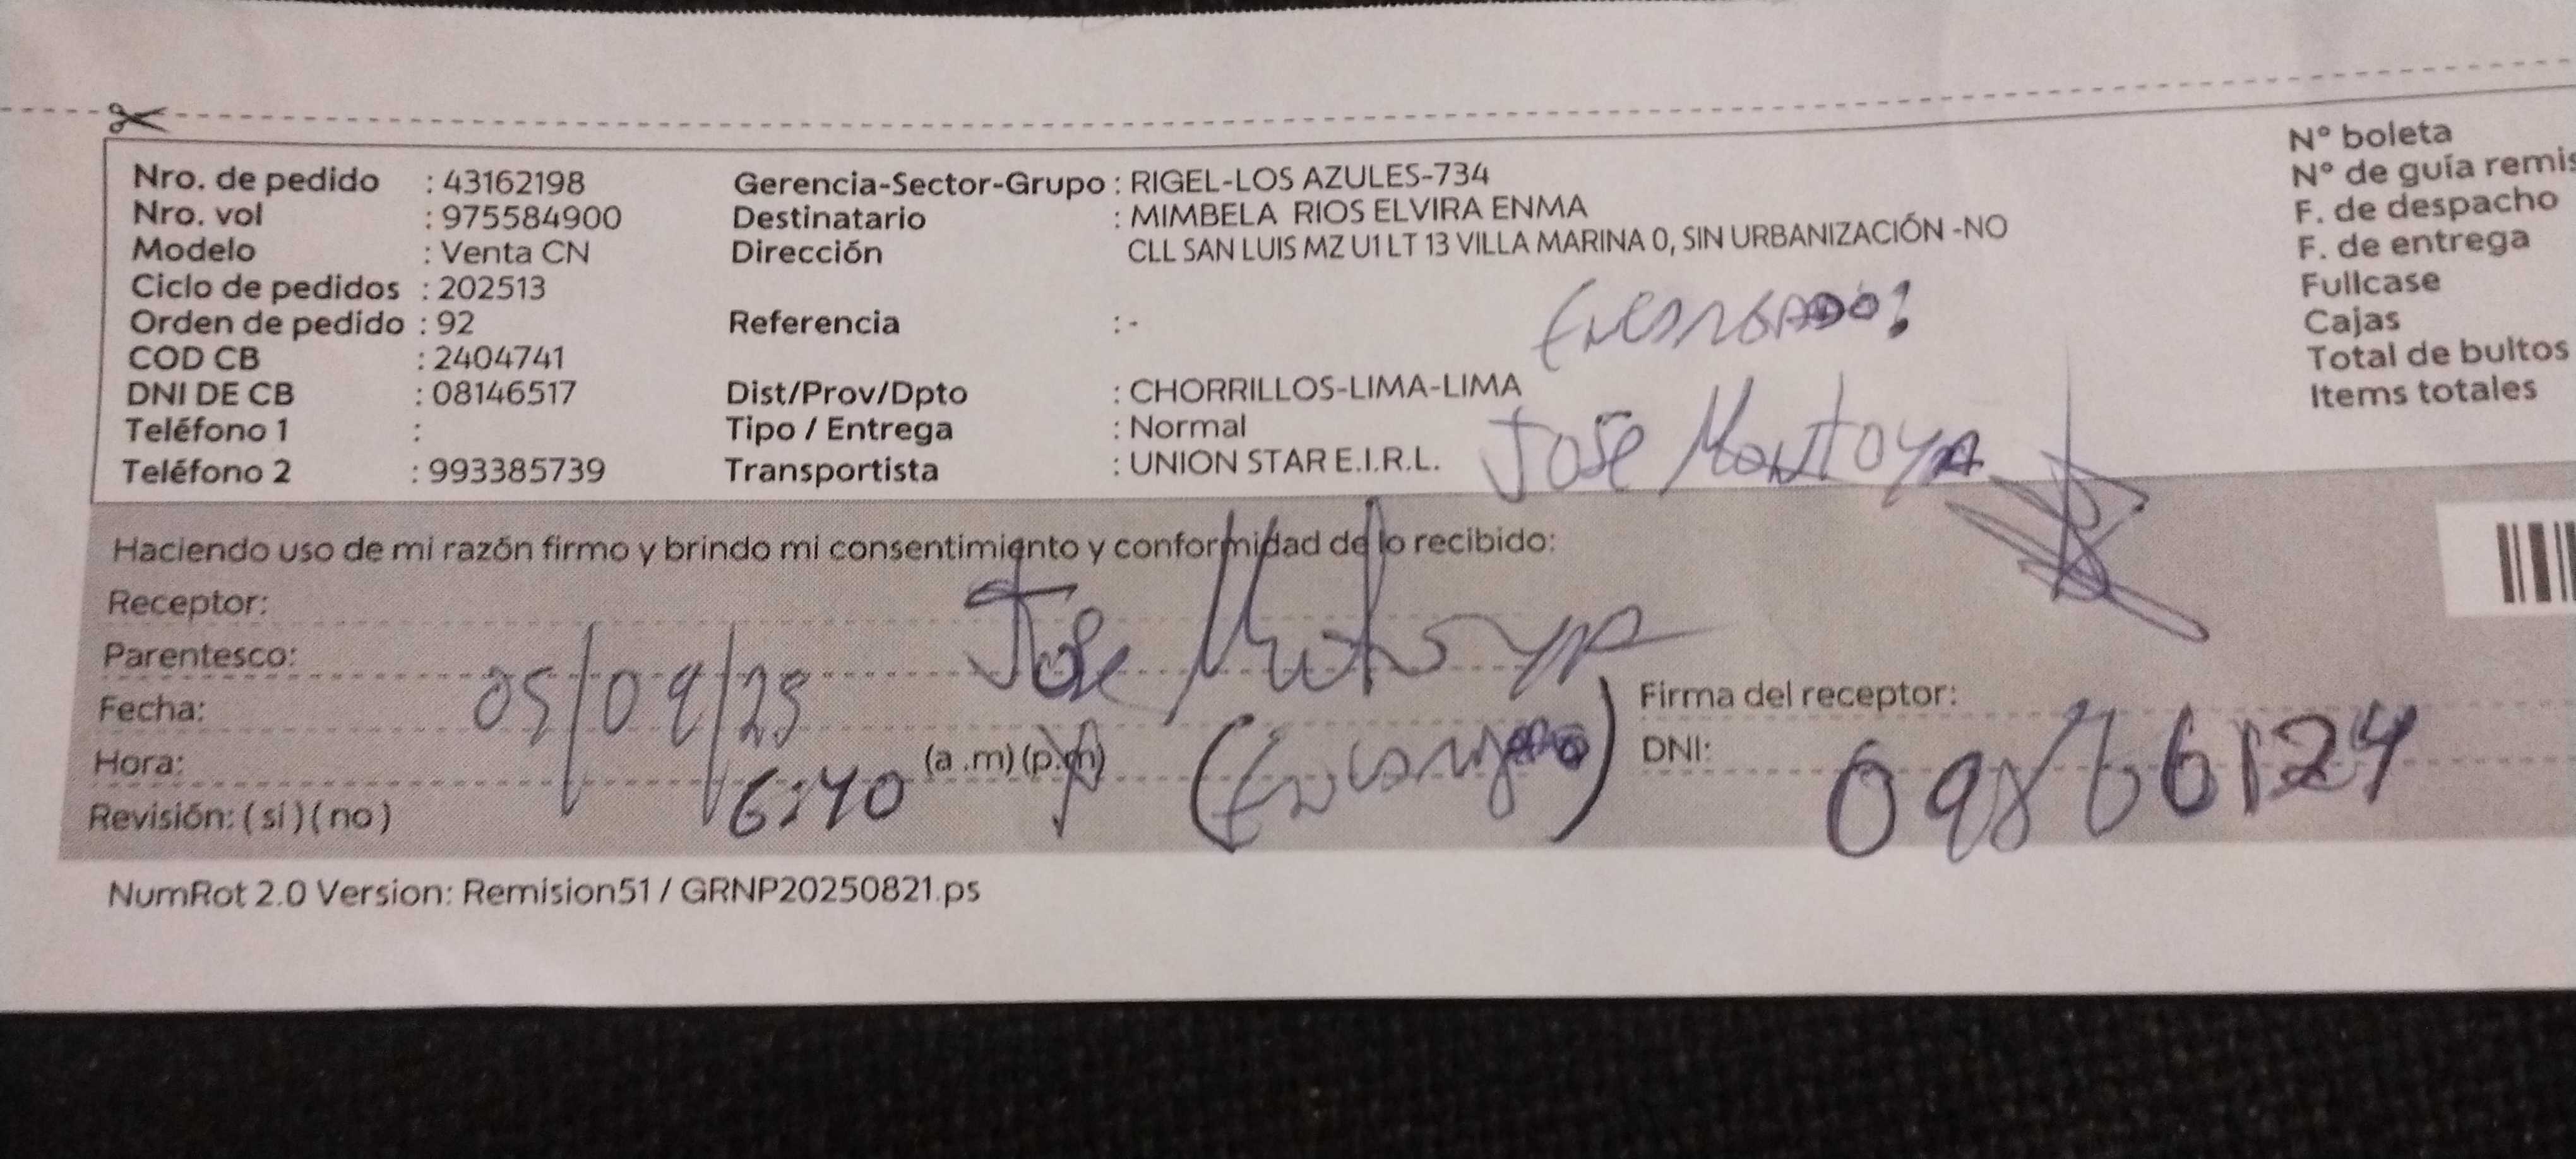 Nro. de pedido : 43162198
Nro. vol : 975584900
Modelo : Venta CN
Ciclo de pedidos : 202513
Orden de pedido : 92
COD CB : 2404741
DNI DE CB : 08146517
Teléfono 1 :
Teléfono 2 : 993385739
Gerencia-Sector-Grupo : RIGEL-LOS AZULES-734
Destinatario : MIMBELA RIOS ELVIRA ENMA
Dirección CLL SAN LUIS MZ U1 LT 13 VILLA MARINA 0, SIN URBANIZACIÓN -NO
Referencia : -
Dist/Prov/Dpto : CHORRILLOS-LIMA-LIMA
Tipo / Entrega : Normal
Transportista : UNION STAR E.I.R.L.
José Montoya
N° boleta
N° de guía remis
F. de despacho
F. de entrega
Fullcase
Cajas
Total de bultos
Items totales
Haciendo uso de mi razón firmo y brindo mi consentimiento y conformidad de lo recibido:
Receptor: José Montoya
Parentesco:
Fecha: 05/09/25
Hora: 6:40 (a .m) (p.m)
Revisión: ( si ) ( no )
Firma del receptor:
DNI:
NumRot 2.0 Version: Remision51 / GRNP20250821.ps